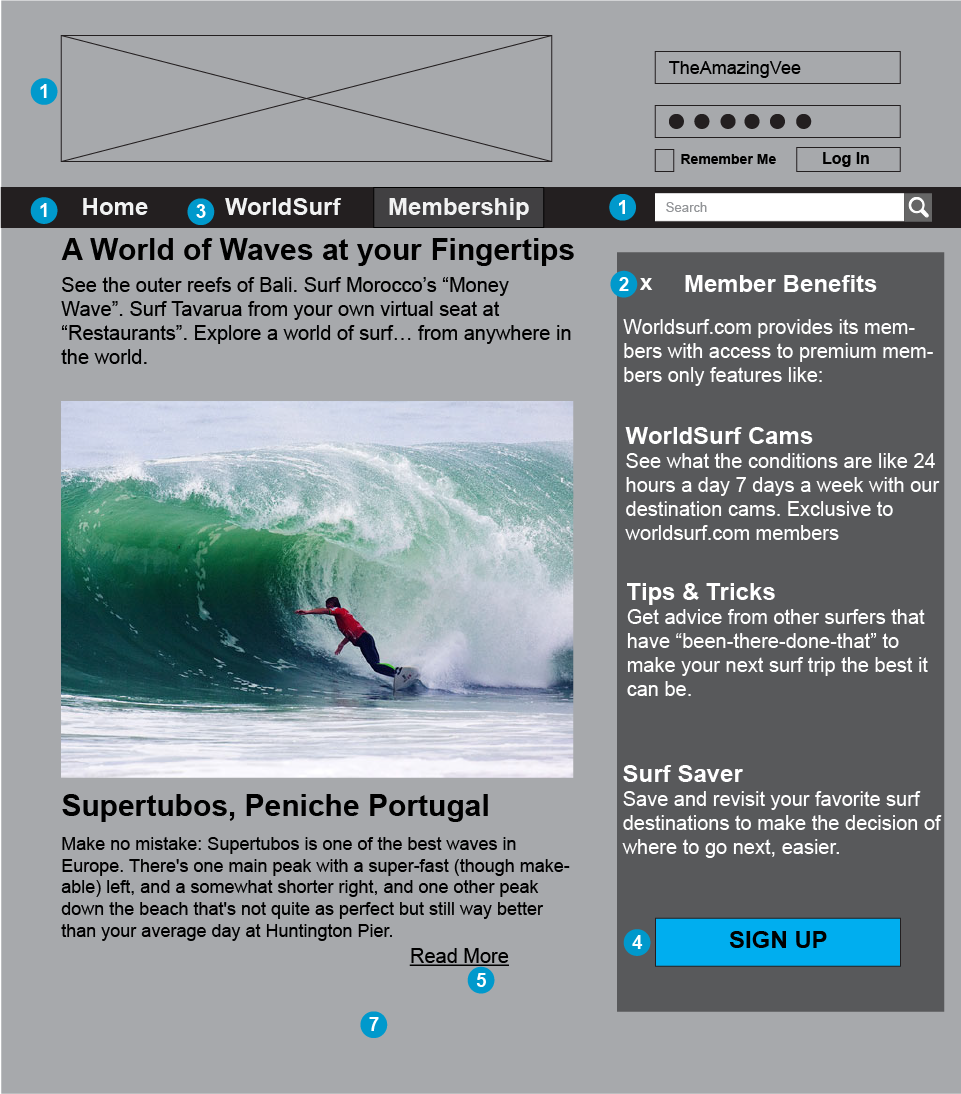 1
TheAmazingVee
Remember Me
Log In
1 Home 3 WorldSurf Membership 1 Search
A World of Waves at your Fingertips
See the outer reefs of Bali. Surf Morocco’s “Money
Wave”. Surf Tavarua from your own virtual seat at
“Restaurants”. Explore a world of surf… from anywhere in
the world.
Supertubos, Peniche Portugal
Make no mistake: Supertubos is one of the best waves in
Europe. There's one main peak with a super-fast (though make-
able) left, and a somewhat shorter right, and one other peak
down the beach that's not quite as perfect but still way better
than your average day at Huntington Pier.
Read More
5
7
2 x Member Benefits
Worldsurf.com provides its mem-
bers with access to premium mem-
bers only features like:
WorldSurf Cams
See what the conditions are like 24
hours a day 7 days a week with our
destination cams. Exclusive to
worldsurf.com members
Tips & Tricks
Get advice from other surfers that
have “been-there-done-that” to
make your next surf trip the best it
can be.
Surf Saver
Save and revisit your favorite surf
destinations to make the decision of
where to go next, easier.
4 SIGN UP